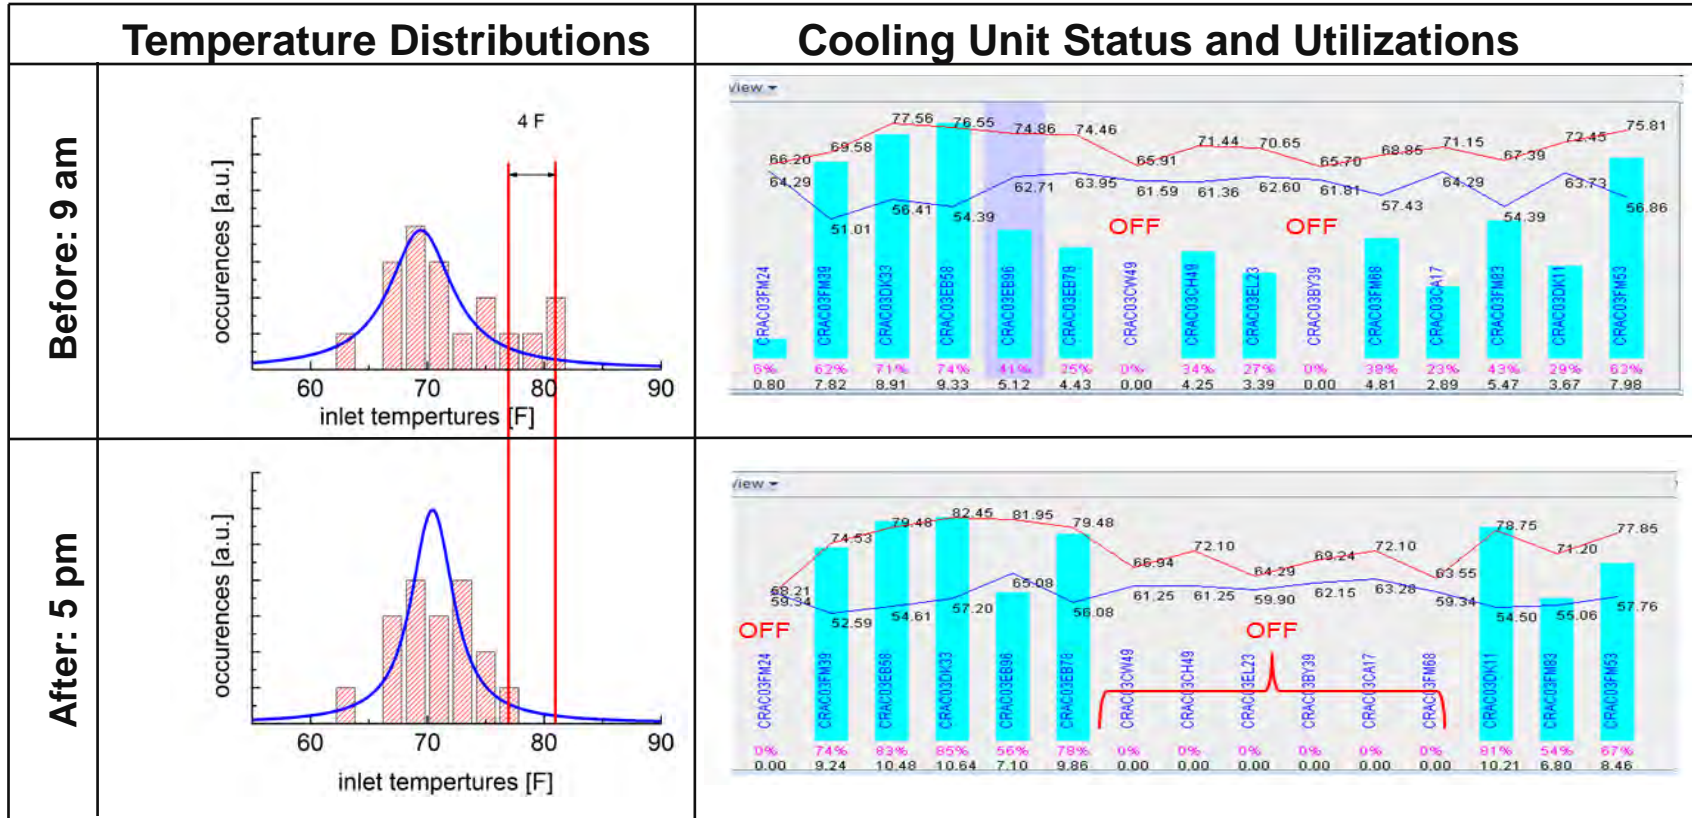 Temperature Distributions
Cooling Unit Status and Utilizations
Before: 9 am
4 F
occurences [a.u.]
60 70 80 90
inlet tempertures [F]
View
66.20 69.58 77.56 76.55 74.86 74.46 65.91 71.44 70.65 65.70 68.85 71.15 67.39 72.45 75.81
64.29 51.01 56.41 54.39 62.71 63.95 61.59 61.36 62.60 61.81 57.43 64.29 54.39 63.73 56.86
OFF OFF
CRAC03FM24 CRAC03FM39 CRAC03DK33 CRAC03EB58 CRAC03EB96 CRAC03EB78 CRAC03CW49 CRAC03CH49 CRAC03EL23 CRAC03BY39 CRAC03FM68 CRAC03CA17 CRAC03FM83 CRAC03DK11 CRAC03FM53
6% 62% 71% 74% 41% 25% 0% 34% 27% 0% 38% 23% 43% 29% 63%
0.80 7.82 8.91 9.33 5.12 4.43 0.00 4.25 3.39 0.00 4.81 2.89 5.47 3.67 7.98
After: 5 pm
occurences [a.u.]
60 70 80 90
inlet tempertures [F]
View
68.21 74.53 79.48 82.45 81.95 79.48 66.94 72.10 64.29 69.24 72.10 63.55 78.75 71.20 77.85
59.34 52.59 54.61 57.20 65.08 56.08 61.25 61.25 59.90 62.15 63.28 59.34 54.50 55.06 57.76
OFF OFF
CRAC03FM24 CRAC03FM39 CRAC03EB58 CRAC03DK33 CRAC03EB96 CRAC03EB78 CRAC03CW49 CRAC03CH49 CRAC03EL23 CRAC03BY39 CRAC03CA17 CRAC03FM68 CRAC03DK11 CRAC03FM83 CRAC03FM53
0% 74% 83% 85% 56% 78% 0% 0% 0% 0% 0% 0% 81% 54% 67%
0.00 9.24 10.48 10.64 7.10 9.86 0.00 0.00 0.00 0.00 0.00 0.00 10.21 6.80 8.46